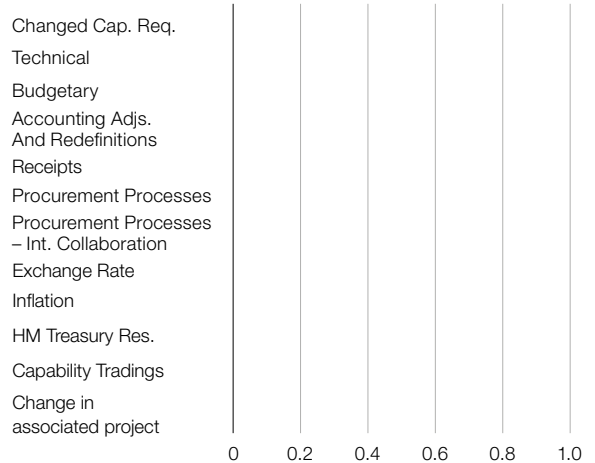 Changed Cap. Req.
Technical
Budgetary
Accounting Adjs.
And Redefinitions
Receipts
Procurement Processes
Procurement Processes
– Int. Collaboration
Exchange Rate
Inflation
HM Treasury Res.
Capability Tradings
Change in
associated project
0 0.2 0.4 0.6 0.8 1.0